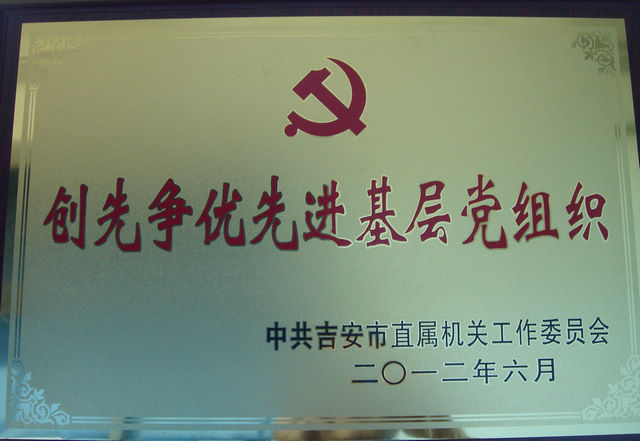 创先争优先进基层党组织
中共吉安市直属机关工作委员会
二〇一二年六月